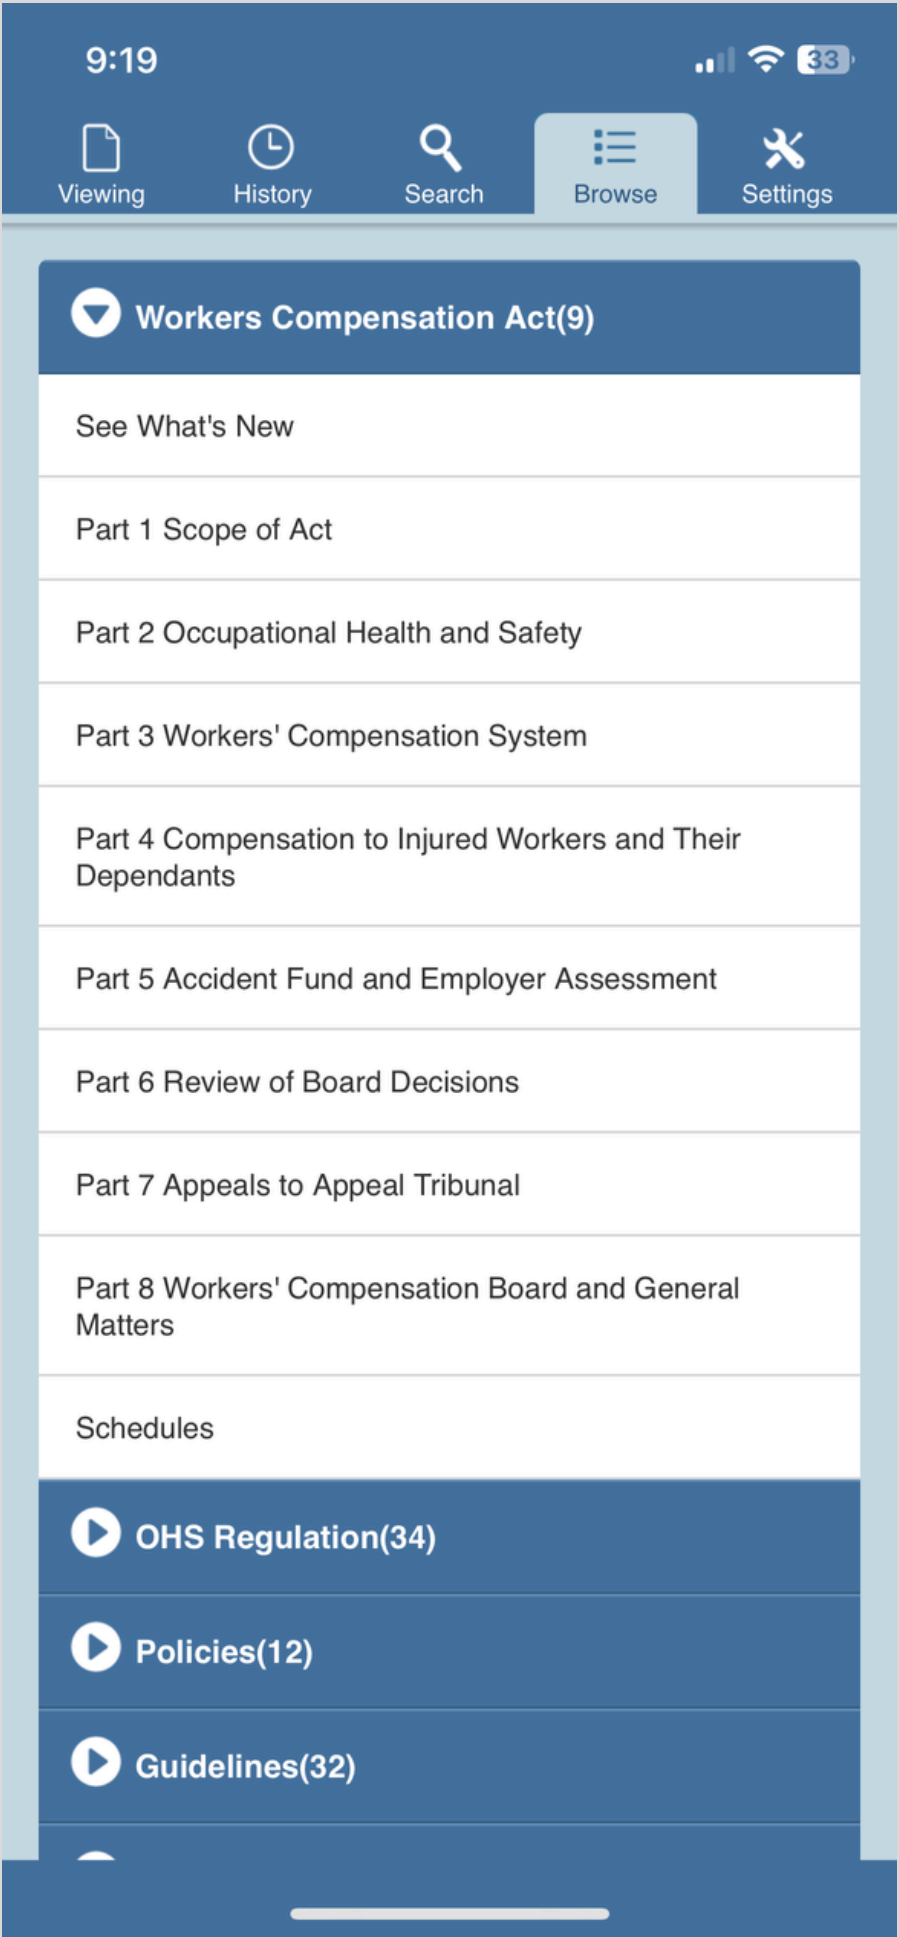 9:19
33
Viewing
History
Search
Browse
Settings
Workers Compensation Act(9)
See What's New
Part 1 Scope of Act
Part 2 Occupational Health and Safety
Part 3 Workers' Compensation System
Part 4 Compensation to Injured Workers and Their
Dependants
Part 5 Accident Fund and Employer Assessment
Part 6 Review of Board Decisions
Part 7 Appeals to Appeal Tribunal
Part 8 Workers' Compensation Board and General
Matters
Schedules
OHS Regulation(34)
Policies(12)
Guidelines(32)